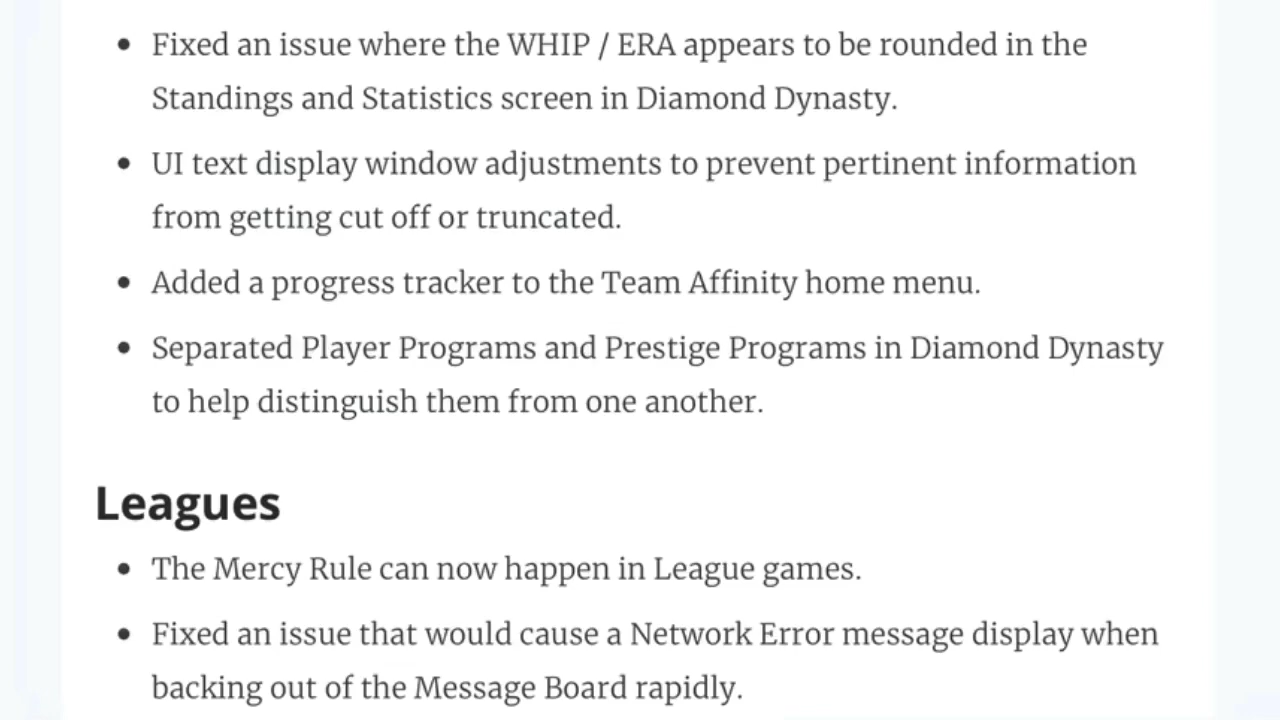 • Fixed an issue where the WHIP / ERA appears to be rounded in the
Standings and Statistics screen in Diamond Dynasty.
• UI text display window adjustments to prevent pertinent information
from getting cut off or truncated.
• Added a progress tracker to the Team Affinity home menu.
• Separated Player Programs and Prestige Programs in Diamond Dynasty
to help distinguish them from one another.
Leagues
• The Mercy Rule can now happen in League games.
• Fixed an issue that would cause a Network Error message display when
backing out of the Message Board rapidly.